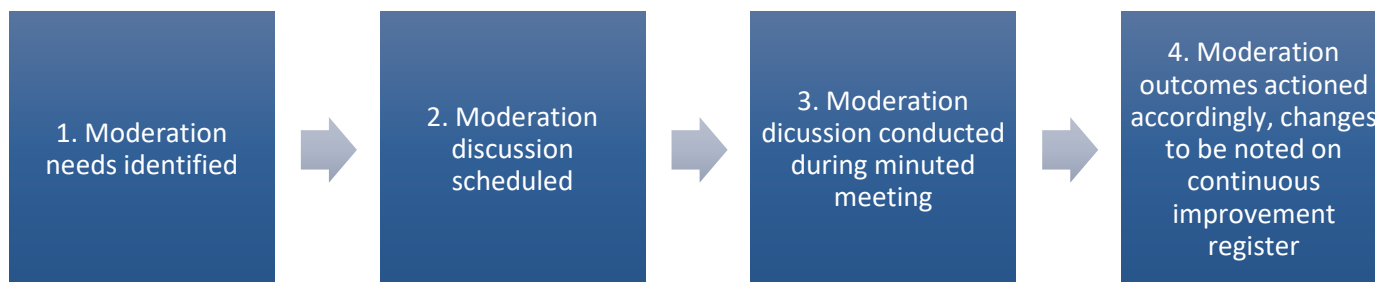 1. Moderation
needs identified
2. Moderation
discussion
scheduled
3. Moderation
dicussion conducted
during minuted
meeting
4. Moderation
outcomes actioned
accordingly, changes
to be noted on
continuous
improvement
register